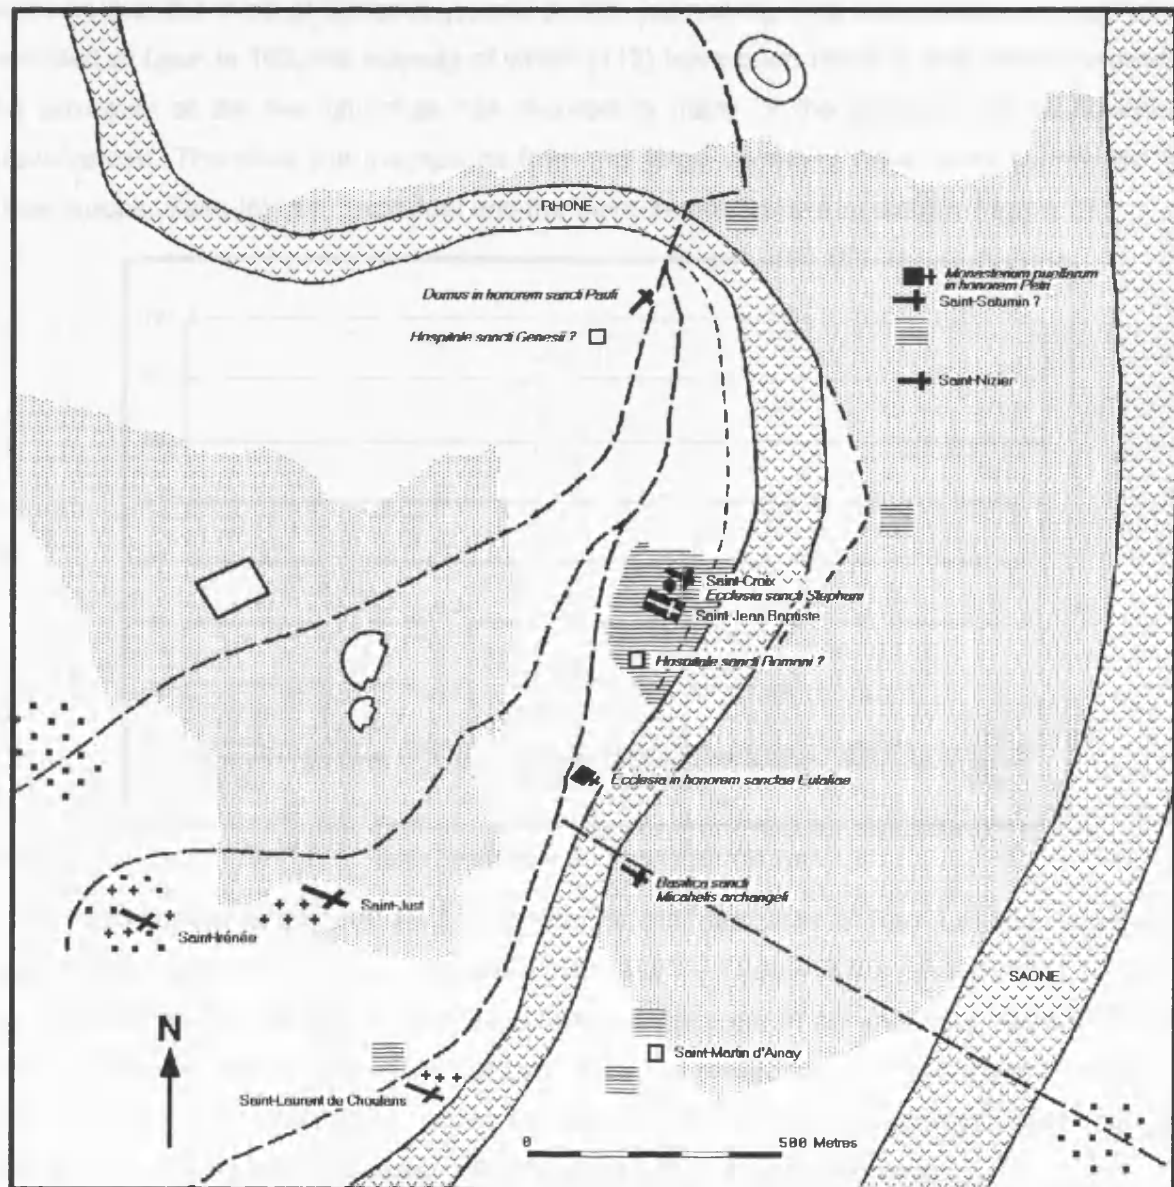 RHONE
Monasterium puellarum
in honorem Petri
Saint-Saturnin ?
Domus in honorem sancti Pauli
Hospitale sancti Genesii ?
Saint-Nizier
Saint-Croix
Ecclesia sancti Stephani
Saint-Jean Baptiste
Hospitale sancti Romani ?
Ecclesia in honorem sanctae Eulaliae
Basilica sancti
Micahelis archangeli
Saint-Just
Saint-Irénée
SAONE
N
Saint-Martin d'Ainay
Saint-Laurent de Choulans
0 500 Metres